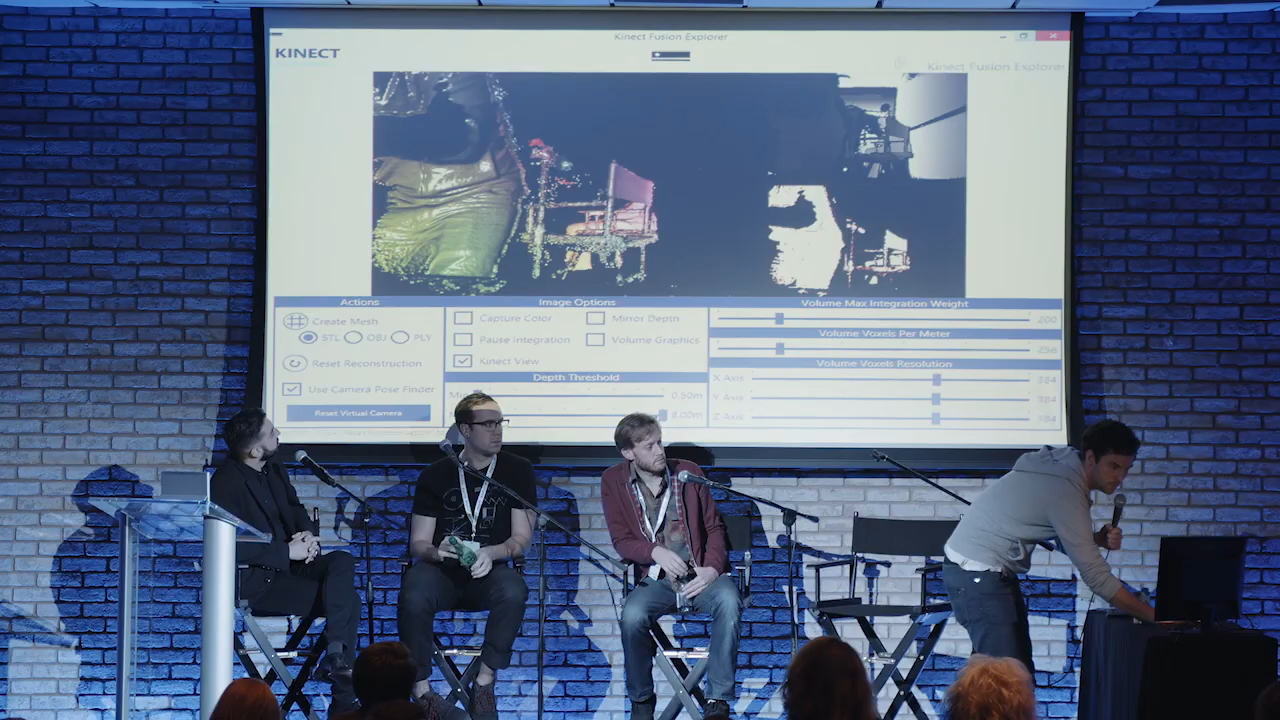 Kinect Fusion Explorer
KINECT
Kinect Fusion Explorer
Actions
Create Mesh
STL OBJ PLY
Reset Reconstruction
Use Camera Pose Finder
Reset Virtual Camera
Image Options
Capture Color Mirror Depth
Pause Integration Volume Graphics
Kinect View
Depth Threshold
0.50m
8.00m
Volume Max Integration Weight
200
Volume Voxels Per Meter
256
Volume Voxels Resolution
X Axis 384
Y Axis 384
Z Axis 384